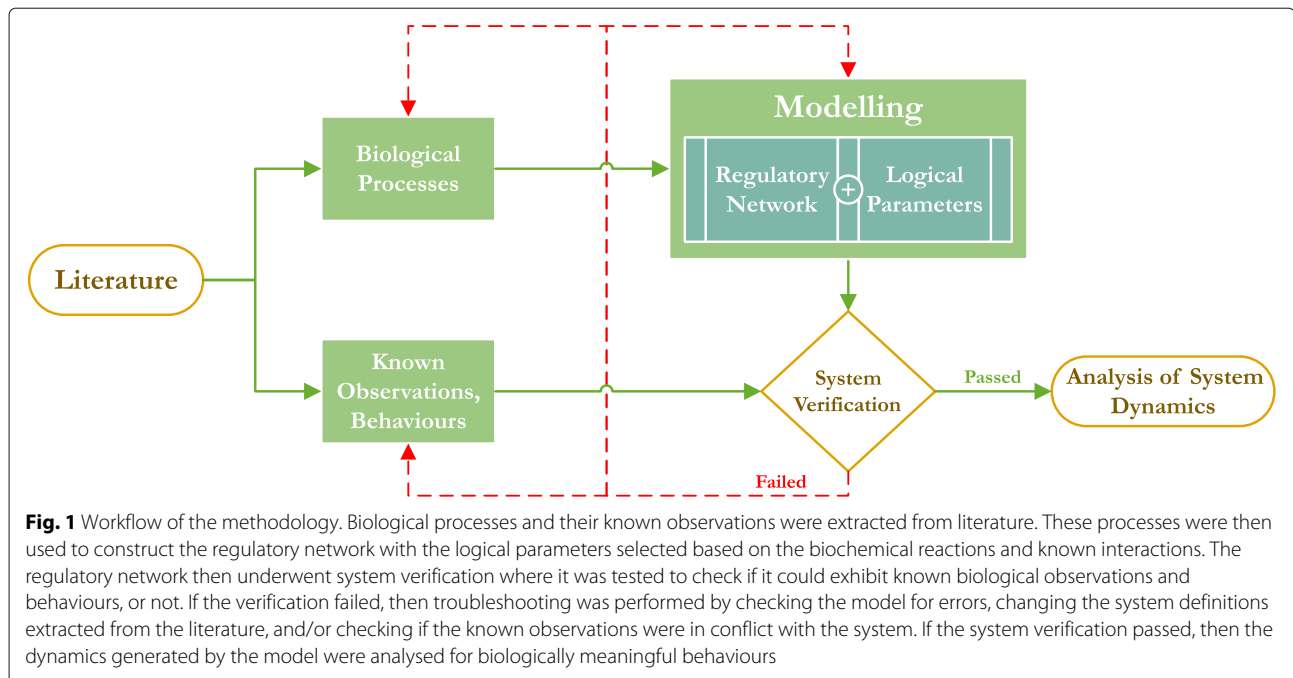 Modelling
Biological
Processes
Regulatory
Network
+
Logical
Parameters
Literature
Known
Observations,
Behaviours
System
Verification
Passed
Analysis of System
Dynamics
Failed
Fig. 1 Workflow of the methodology. Biological processes and their known observations were extracted from literature. These processes were then
used to construct the regulatory network with the logical parameters selected based on the biochemical reactions and known interactions. The
regulatory network then underwent system verification where it was tested to check if it could exhibit known biological observations and
behaviours, or not. If the verification failed, then troubleshooting was performed by checking the model for errors, changing the system definitions
extracted from the literature, and/or checking if the known observations were in conflict with the system. If the system verification passed, then the
dynamics generated by the model were analysed for biologically meaningful behaviours